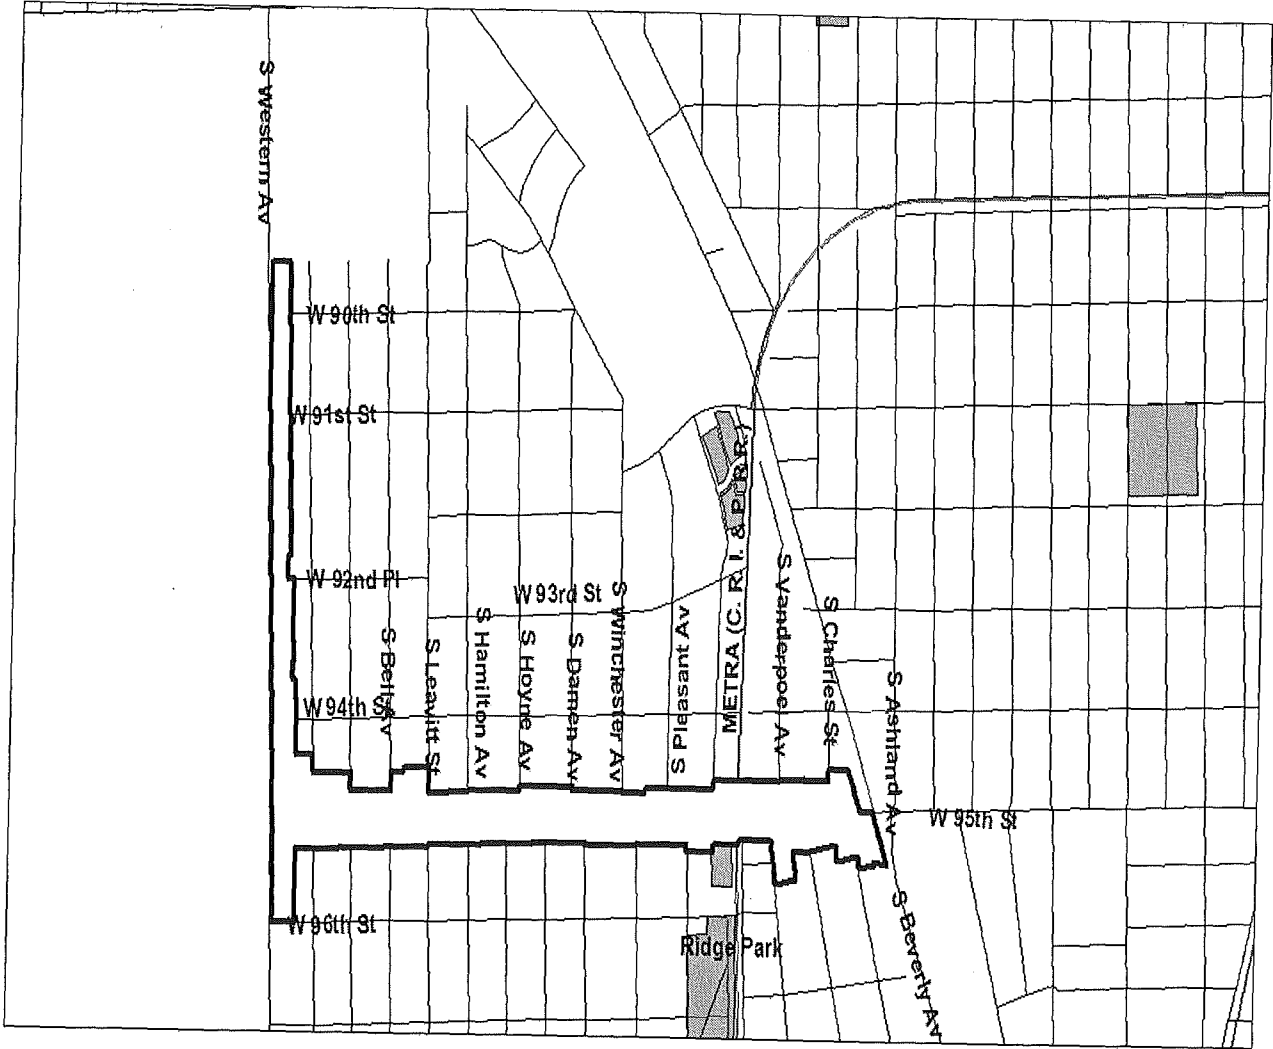 S Western Av
W 90th St
W 91st St
W 92nd Pl
W 93rd St
S Winchester Av
S Pleasant Av
METRA (C. R. I. & P. R.R.)
S Vanderpoel Av
S Charles St
S Hamilton Av
S Hoyne Av
S Damen Av
S Bell Av
S Leavitt St
W 94th St
S Ashland Av
W 95th St
S Beverly Av
W 96th St
Ridge Park